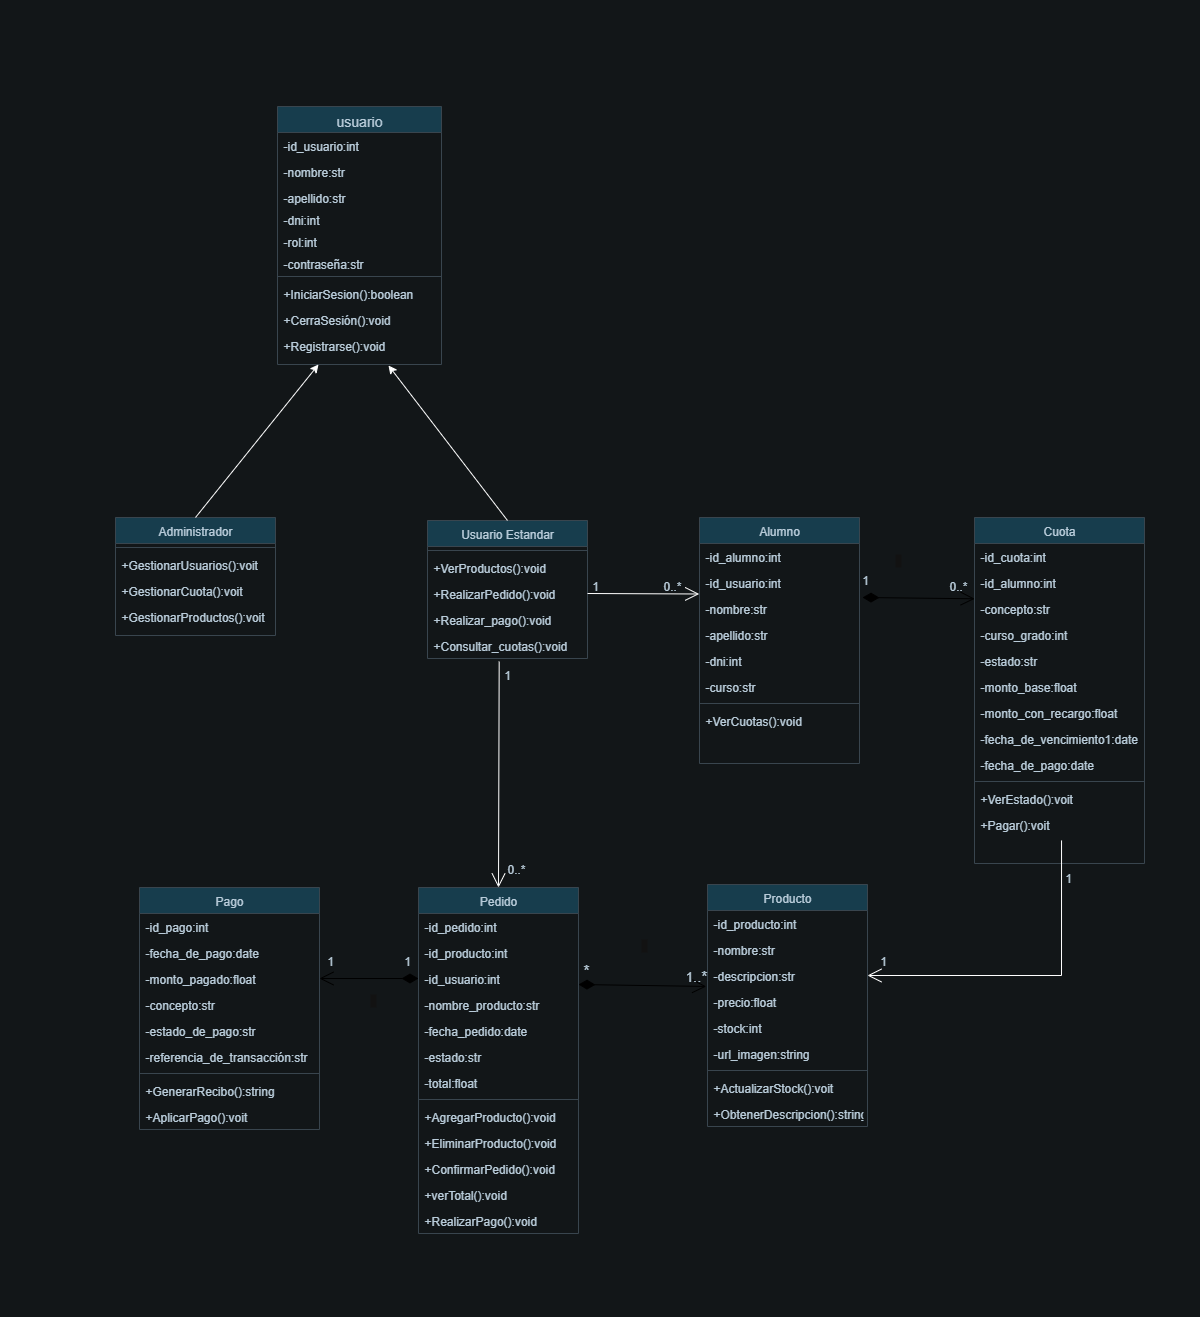 usuario
-id_usuario:int
-nombre:str
-apellido:str
-dni:int
-rol:int
-contraseña:str
+IniciarSesion():boolean
+CerraSesión():void
+Registrarse():void
Administrador
+GestionarUsuarios():voit
+GestionarCuota():voit
+GestionarProductos():voit
Usuario Estandar
+VerProductos():void
+RealizarPedido():void
+Realizar_pago():void
+Consultar_cuotas():void
1
0..*
Alumno
-id_alumno:int
-id_usuario:int
-nombre:str
-apellido:str
-dni:int
-curso:str
+VerCuotas():void
1
0..*
Cuota
-id_cuota:int
-id_alumno:int
-concepto:str
-curso_grado:int
-estado:str
-monto_base:float
-monto_con_recargo:float
-fecha_de_vencimiento1:date
-fecha_de_pago:date
+VerEstado():voit
+Pagar():voit
1
0..*
1
Pago
-id_pago:int
-fecha_de_pago:date
-monto_pagado:float
-concepto:str
-estado_de_pago:str
-referencia_de_transacción:str
+GenerarRecibo():string
+AplicarPago():voit
1
1
Pedido
-id_pedido:int
-id_producto:int
-id_usuario:int
-nombre_producto:str
-fecha_pedido:date
-estado:str
-total:float
+AgregarProducto():void
+EliminarProducto():void
+ConfirmarPedido():void
+verTotal():void
+RealizarPago():void
*
1..*
Producto
-id_producto:int
-nombre:str
-descripcion:str
-precio:float
-stock:int
-url_imagen:string
+ActualizarStock():voit
+ObtenerDescripcion():string
1